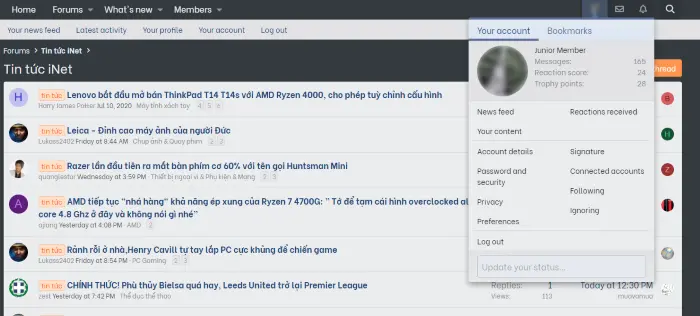 Home Forums What's new Members
Your news feed Latest activity Your profile Your account Log out
Forums Tin tức iNet
Tin tức iNet
thread
tin tức Lenovo bắt đầu mở bán ThinkPad T14 T14s với AMD Ryzen 4000, cho phép tuỳ chỉnh cấu hình
Harry James Potter Jul 10, 2020 Máy tính xách tay 4 5 6
tin tức Leica - Đỉnh cao máy ảnh của người Đức
Lukass2402 Friday at 8:44 AM Chụp ảnh & Quay phim 2 3
tin tức Razer lần đầu tiên ra mắt bàn phím cơ 60% với tên gọi Huntsman Mini
quangleator Wednesday at 3:59 PM Thiết bị ngoại vi & Phụ kiện & Mạng 2 3
tin tức AMD tiếp tục "nhá hàng" khả năng ép xung của Ryzen 7 4700G: " Tớ để tạm cái hình overclocked al
core 4.8 Ghz ở đây và không nói gì nhé"
Yesterday at 4:08 PM AMD 2
tin tức Rảnh rỗi ở nhà,Henry Cavill tự tay lắp PC cực khủng để chiến game
Lukass2402 Friday at 8:54 PM PC Gaming 2 3
tin tức CHÍNH THỨC! Phù thủy Bielsa quá hay, Leeds United trở lại Premier League
zest Yesterday at 7:42 PM Thể dục thể thao
Replies: 1
Views: 113
Today at 12:30 PM
muavamua
Your account Bookmarks
Junior Member
Messages: 165
Reaction score: 24
Trophy points: 28
News feed Reactions received
Your content
Account details Signature
Password and security Connected accounts
Following
Privacy Ignoring
Preferences
Log out
Update your status...